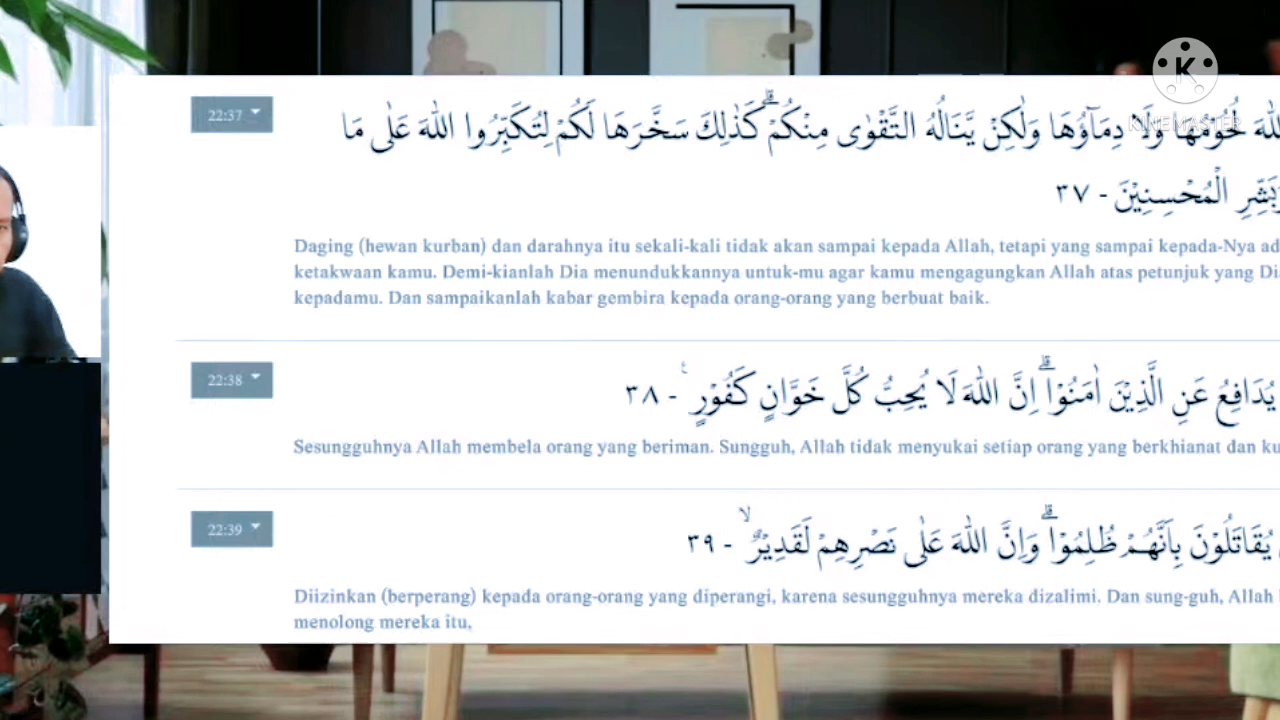 22:37
اللّٰهَ لُحُوْمُهَا وَلَا دِمَاۤؤُهَا وَلٰكِنْ يَّنَالُهُ التَّقْوٰى مِنْكُمْۗ كَذٰلِكَ سَخَّرَهَا لَكُمْ لِتُكَبِّرُوا اللّٰهَ عَلٰى مَا
وَبَشِّرِ الْمُحْسِنِيْنَ - ٣٧
Daging (hewan kurban) dan darahnya itu sekali-kali tidak akan sampai kepada Allah, tetapi yang sampai kepada-Nya ad
ketakwaan kamu. Demi-kianlah Dia menundukkannya untuk-mu agar kamu mengagungkan Allah atas petunjuk yang Di
kepadamu. Dan sampaikanlah kabar gembira kepada orang-orang yang berbuat baik.
22:38
يُدَافِعُ عَنِ الَّذِيْنَ اٰمَنُوْاۗ اِنَّ اللّٰهَ لَا يُحِبُّ كُلَّ خَوَّانٍ كَفُوْرٍ ࣖ - ٣٨
Sesungguhnya Allah membela orang yang beriman. Sungguh, Allah tidak menyukai setiap orang yang berkhianat dan ku
22:39
يُقَاتَلُوْنَ بِاَنَّهُمْ ظُلِمُوْاۗ وَاِنَّ اللّٰهَ عَلٰى نَصْرِهِمْ لَقَدِيْرٌۙ - ٣٩
Diizinkan (berperang) kepada orang-orang yang diperangi, karena sesungguhnya mereka dizalimi. Dan sung-guh, Allah
menolong mereka itu,
K
KINEMASTER